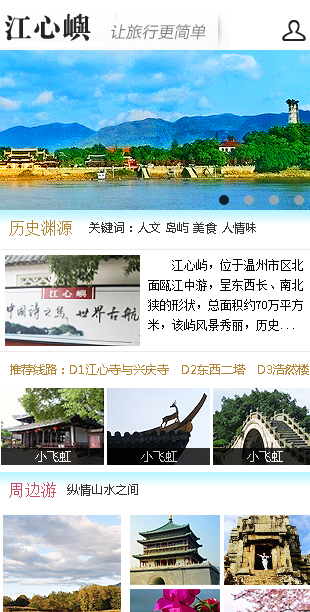 江心嶼
让旅行更简单
历史渊源 关键词：人文 岛屿 美食 人情味
江心嶼
中国诗之岛，世界古航
江心屿，位于温州市区北
面瓯江中游，呈东西长、南北
狭的形状，总面积约70万平方
米，该屿风景秀丽，历史...
推荐线路：D1江心寺与兴庆寺 D2东西二塔 D3浩然楼
小飞虹 小飞虹 小飞虹
周边游 纵情山水之间